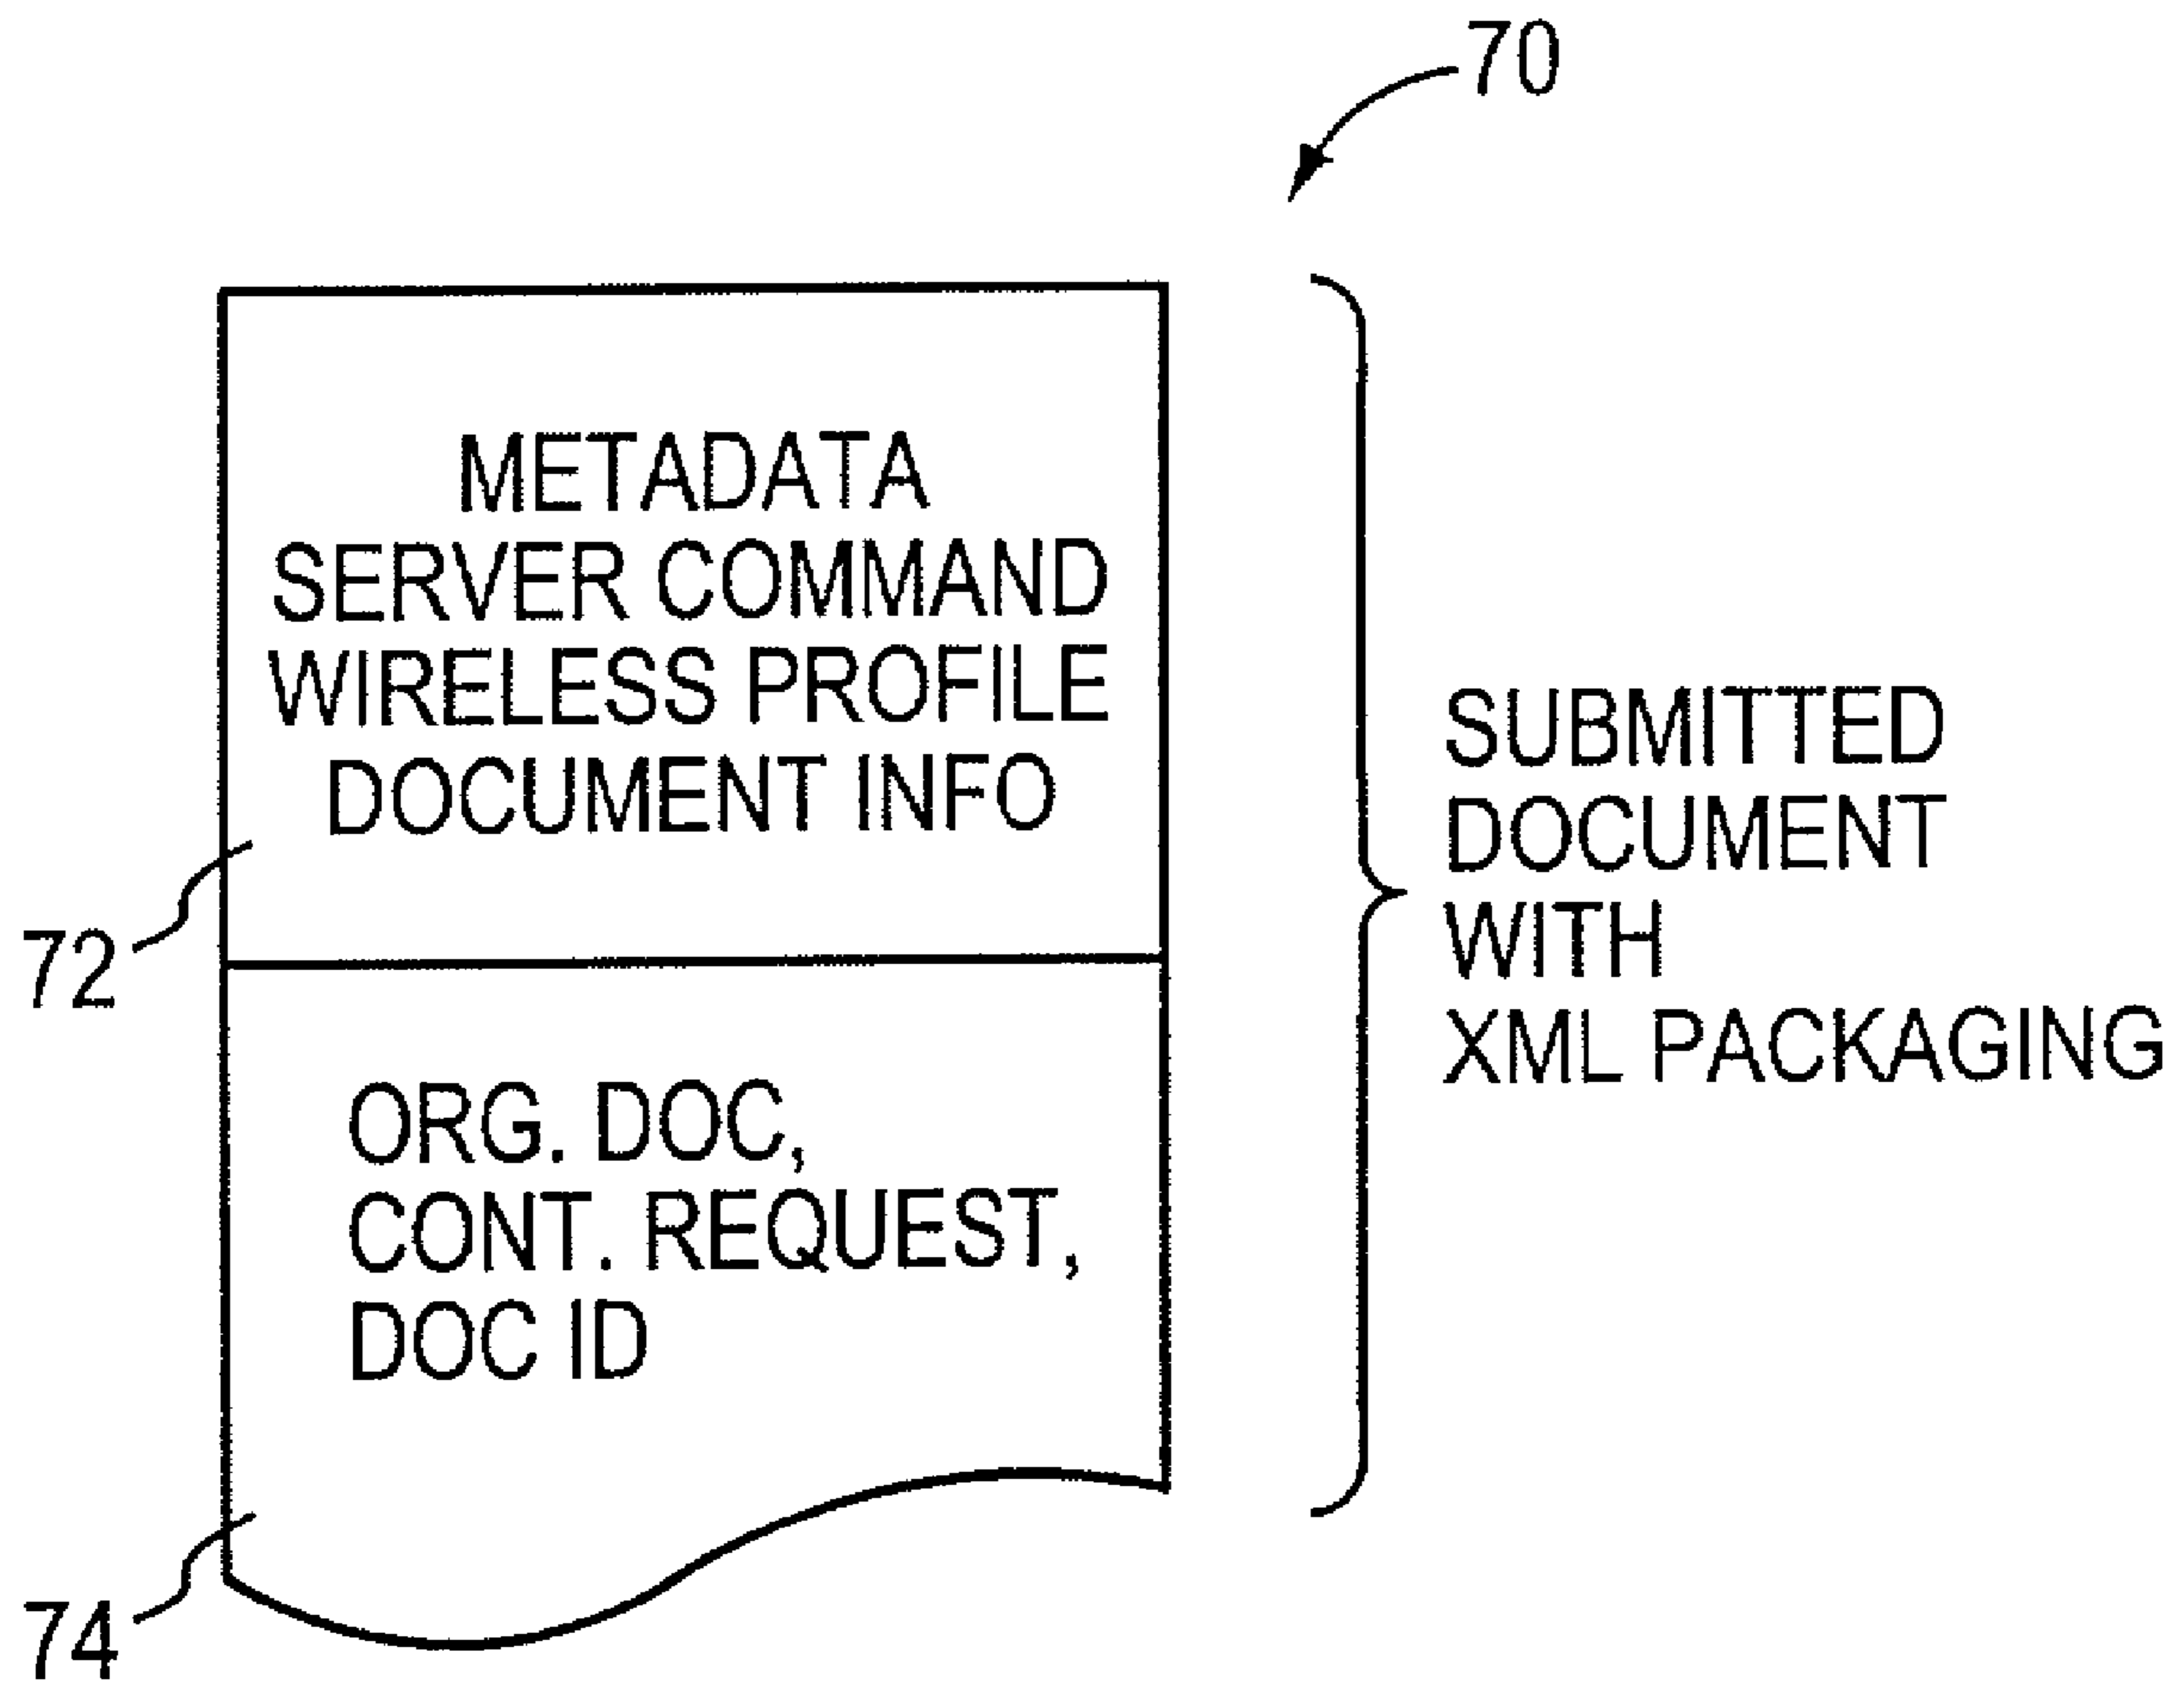 70
METADATA
SERVER COMMAND
WIRELESS PROFILE
DOCUMENT INFO
72
SUBMITTED
DOCUMENT
WITH
XML PACKAGING
ORG. DOC,
CONT. REQUEST,
DOC ID
74